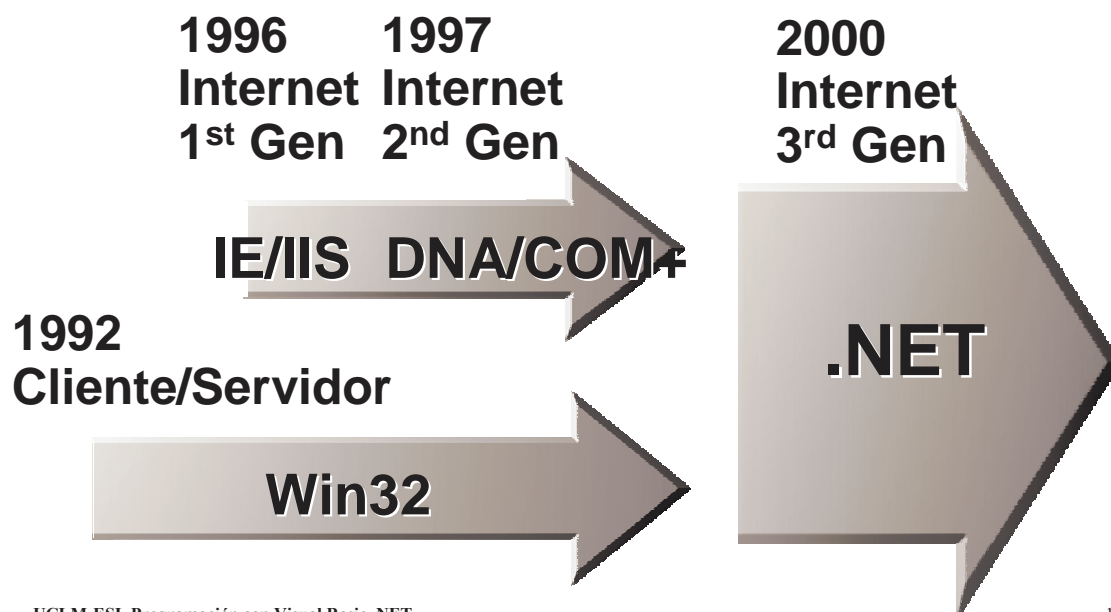 1996
Internet
1st Gen
1997
Internet
2nd Gen
2000
Internet
3rd Gen
IE/IIS DNA/COM+
1992
Cliente/Servidor
.NET
Win32